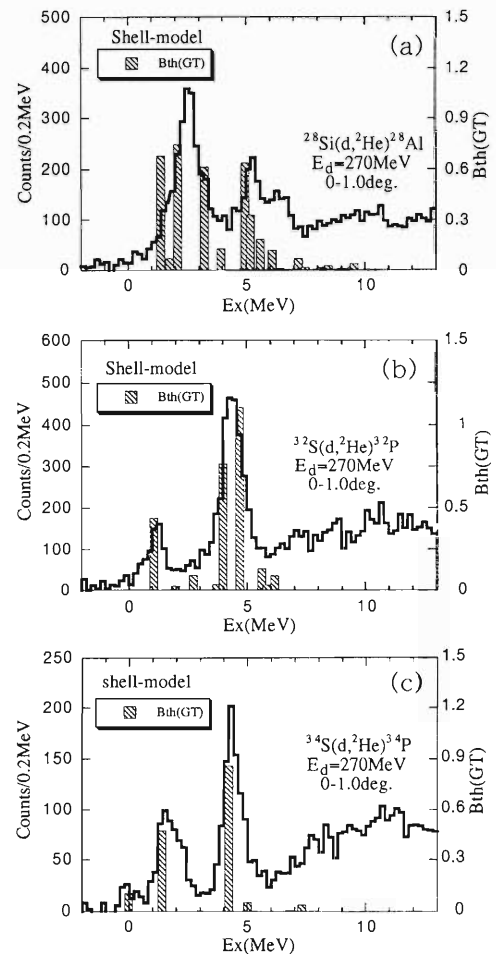 Shell-model
Bth(GT)
(a)
²⁸Si(d,²He)²⁸Al
E_d=270MeV
0-1.0deg.
Counts/0.2MeV
500
400
300
200
100
0
1.5
1.2
0.9
0.6
0.3
0
Bth(GT)
0
5
10
Ex(MeV)
Shell-model
Bth(GT)
(b)
³²S(d,²He)³²P
E_d=270MeV
0-1.0deg.
Counts/0.2MeV
600
500
400
300
200
100
0
1.5
1
0.5
0
Bth(GT)
0
5
10
Ex(MeV)
shell-model
Bth(GT)
(c)
³⁴S(d,²He)³⁴P
E_d=270MeV
0-1.0deg.
Counts/0.2MeV
250
200
150
100
50
0
1.5
1.2
0.9
0.6
0.3
0
Bth(GT)
0
5
10
Ex(MeV)